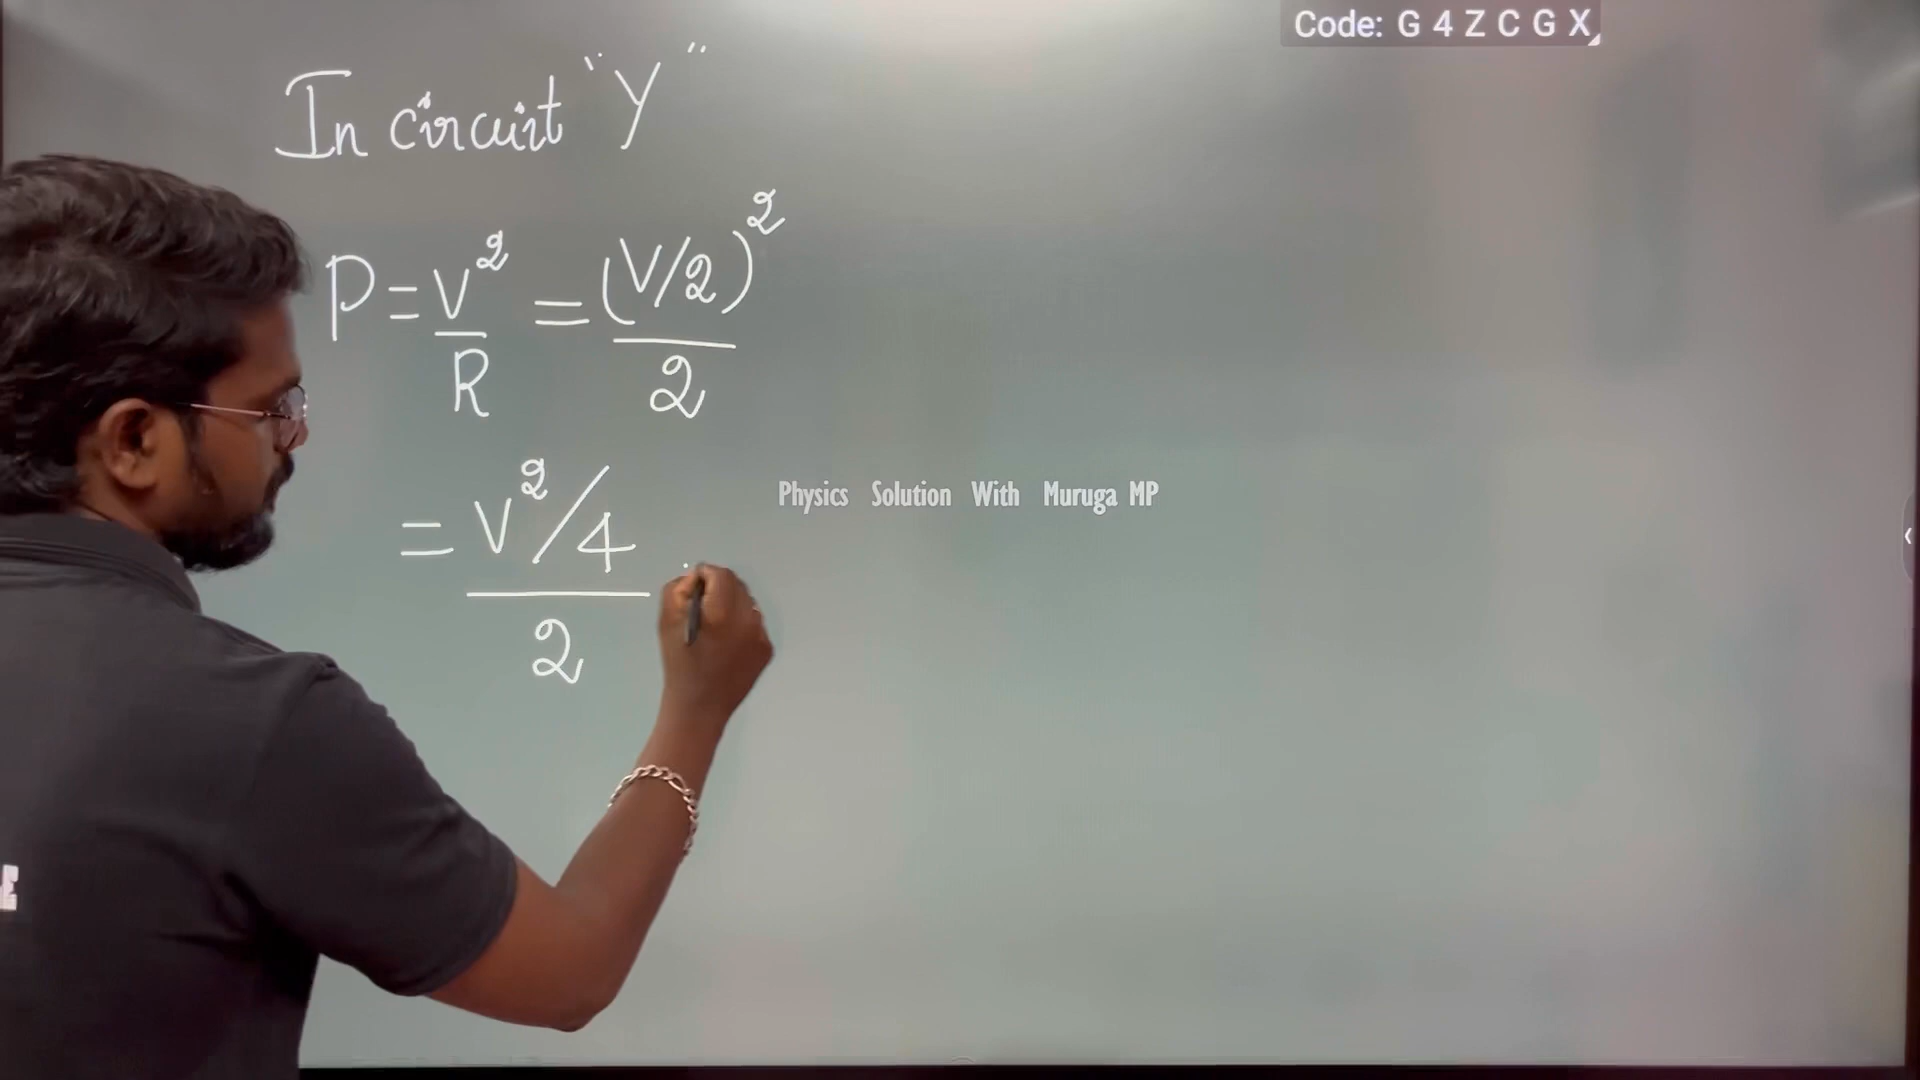 Code: G 4 Z C G X
In circuit "Y"
P = V²/R = (V/2)²/2
Physics Solution With Muruga MP
= V²/4 / 2
E